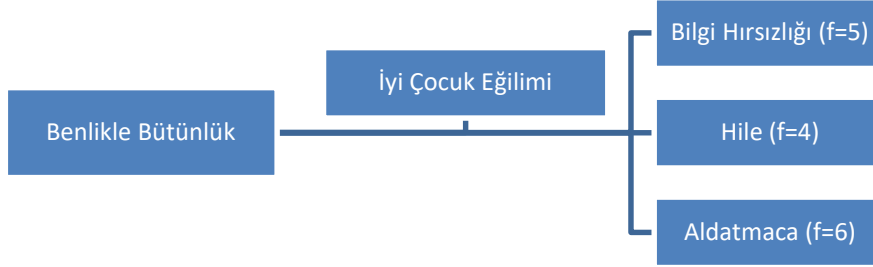 Benlikle Bütünlük
İyi Çocuk Eğilimi
Bilgi Hırsızlığı (f=5)
Hile (f=4)
Aldatmaca (f=6)